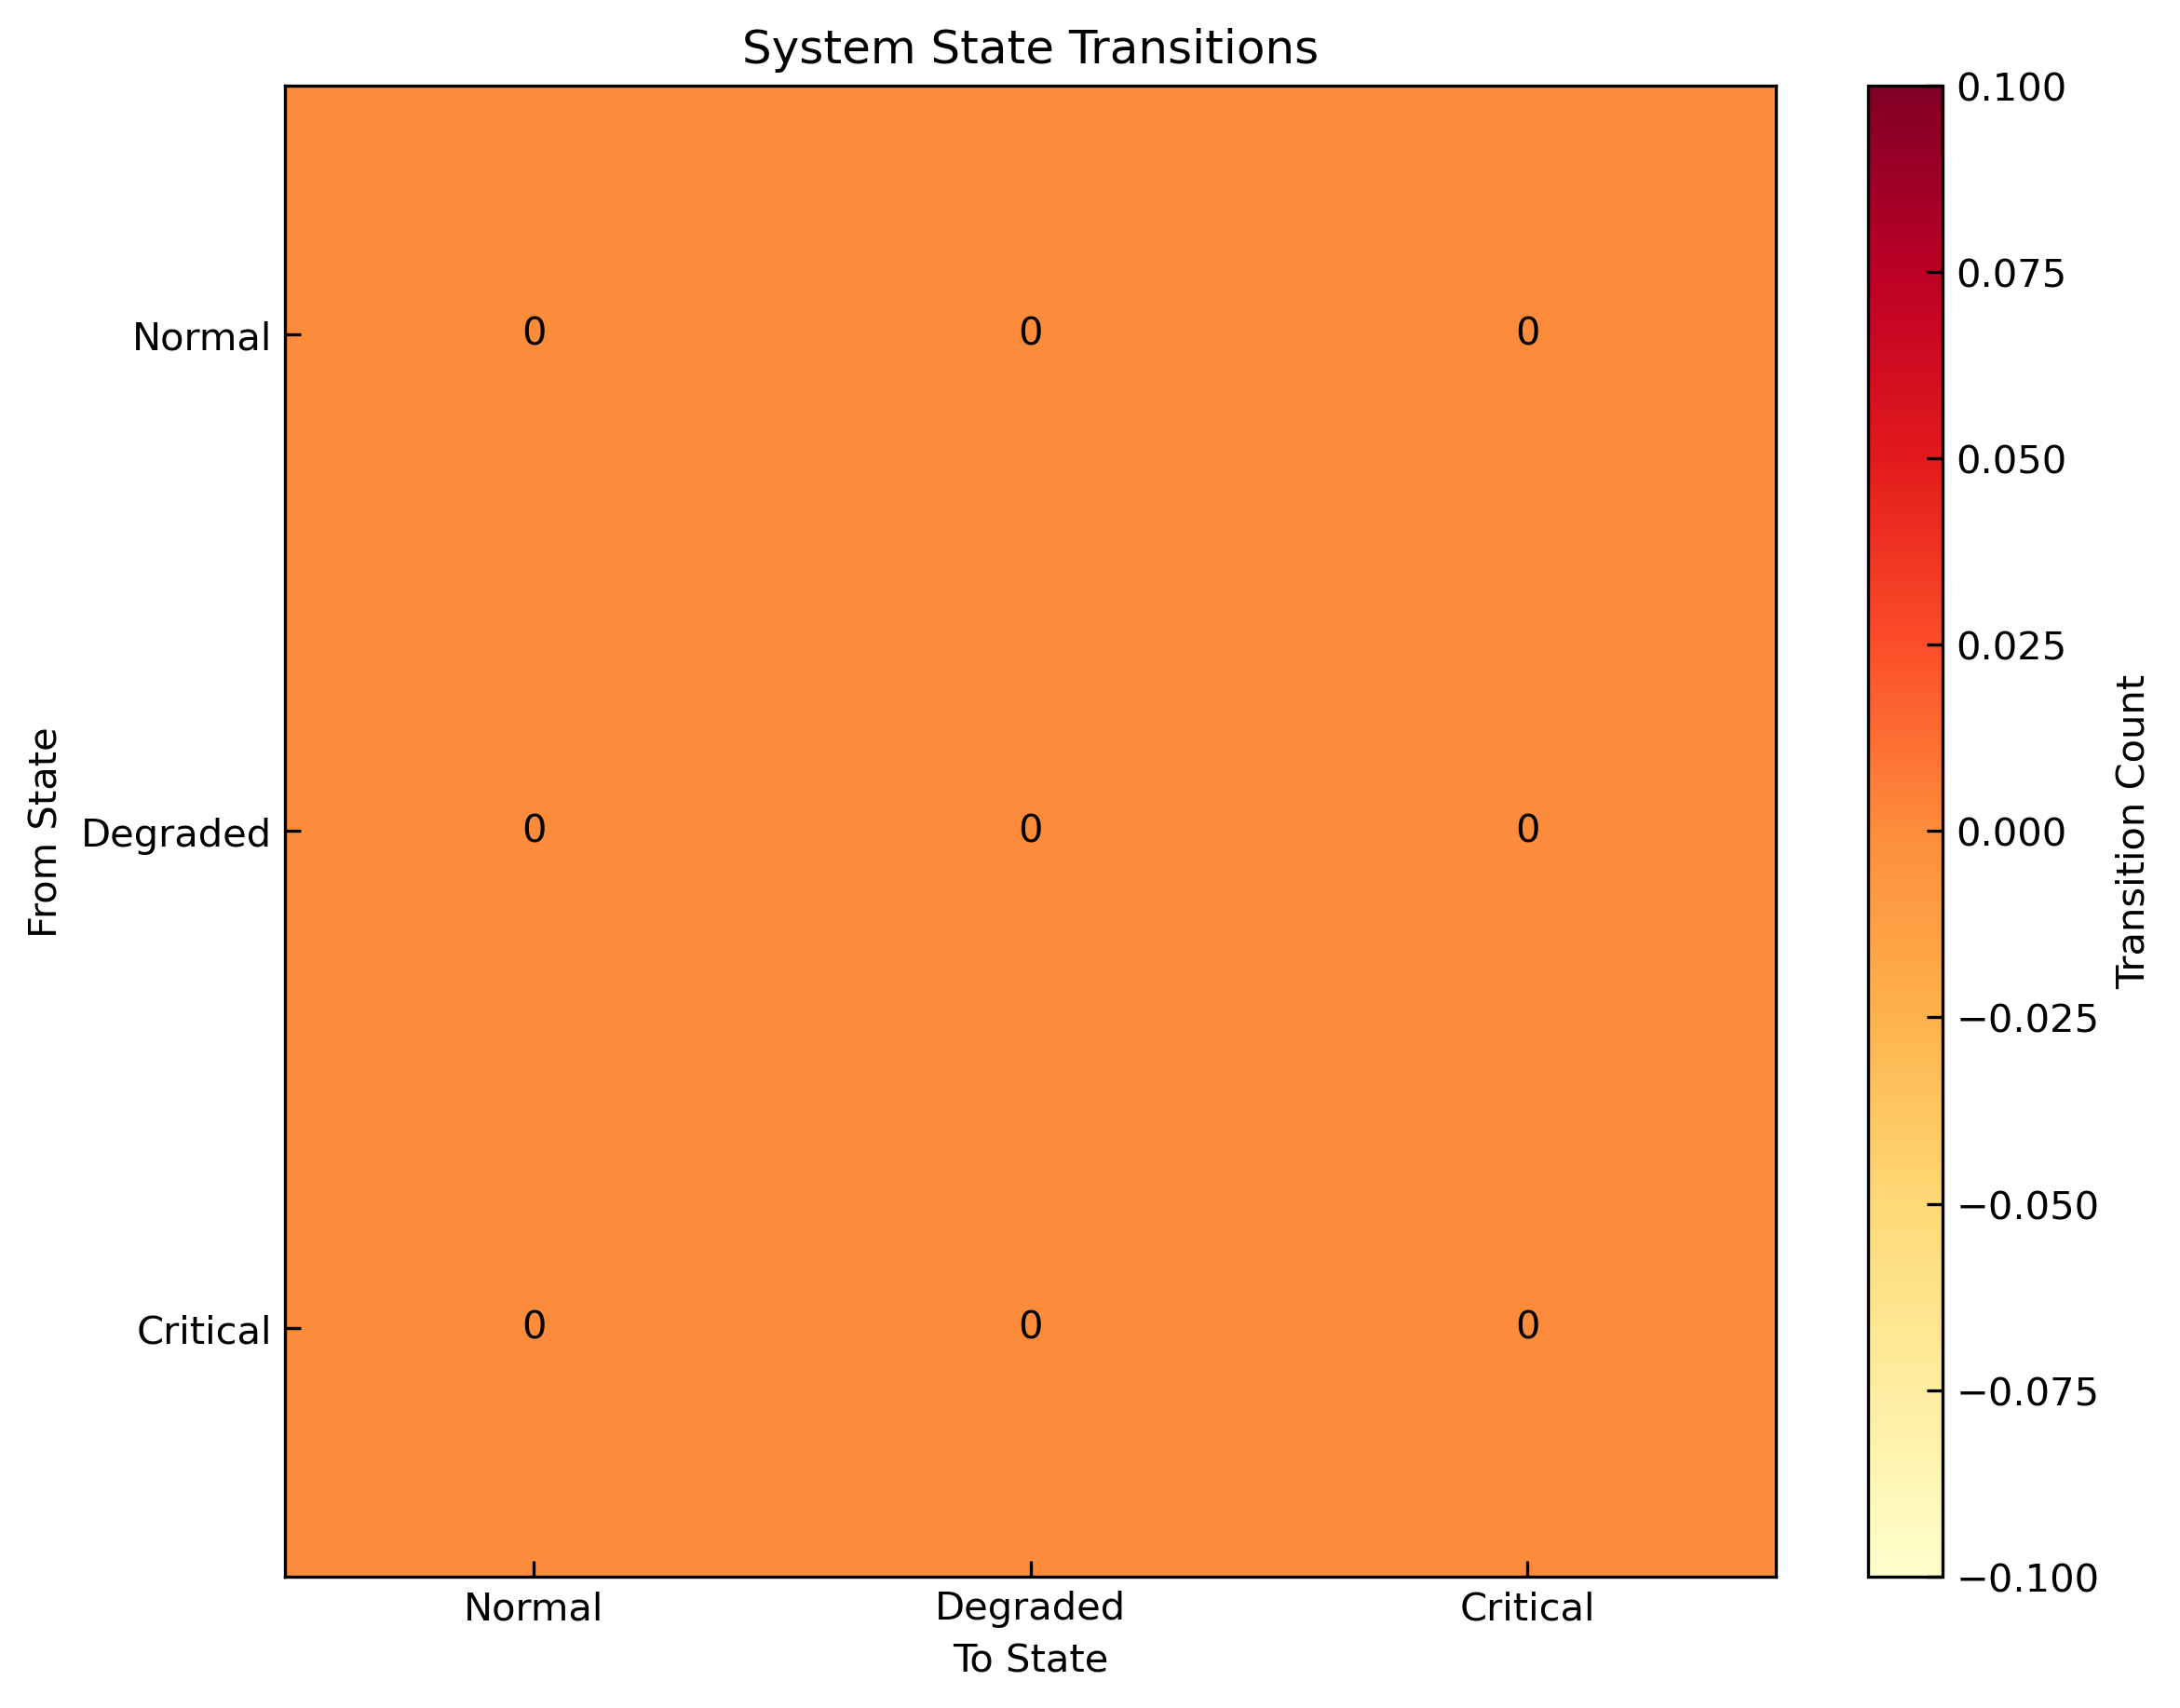 System State Transitions
From State
Normal
Degraded
Critical
0 0 0
0 0 0
0 0 0
Normal Degraded Critical
To State
0.100
0.075
0.050
0.025
0.000
−0.025
−0.050
−0.075
−0.100
Transition Count